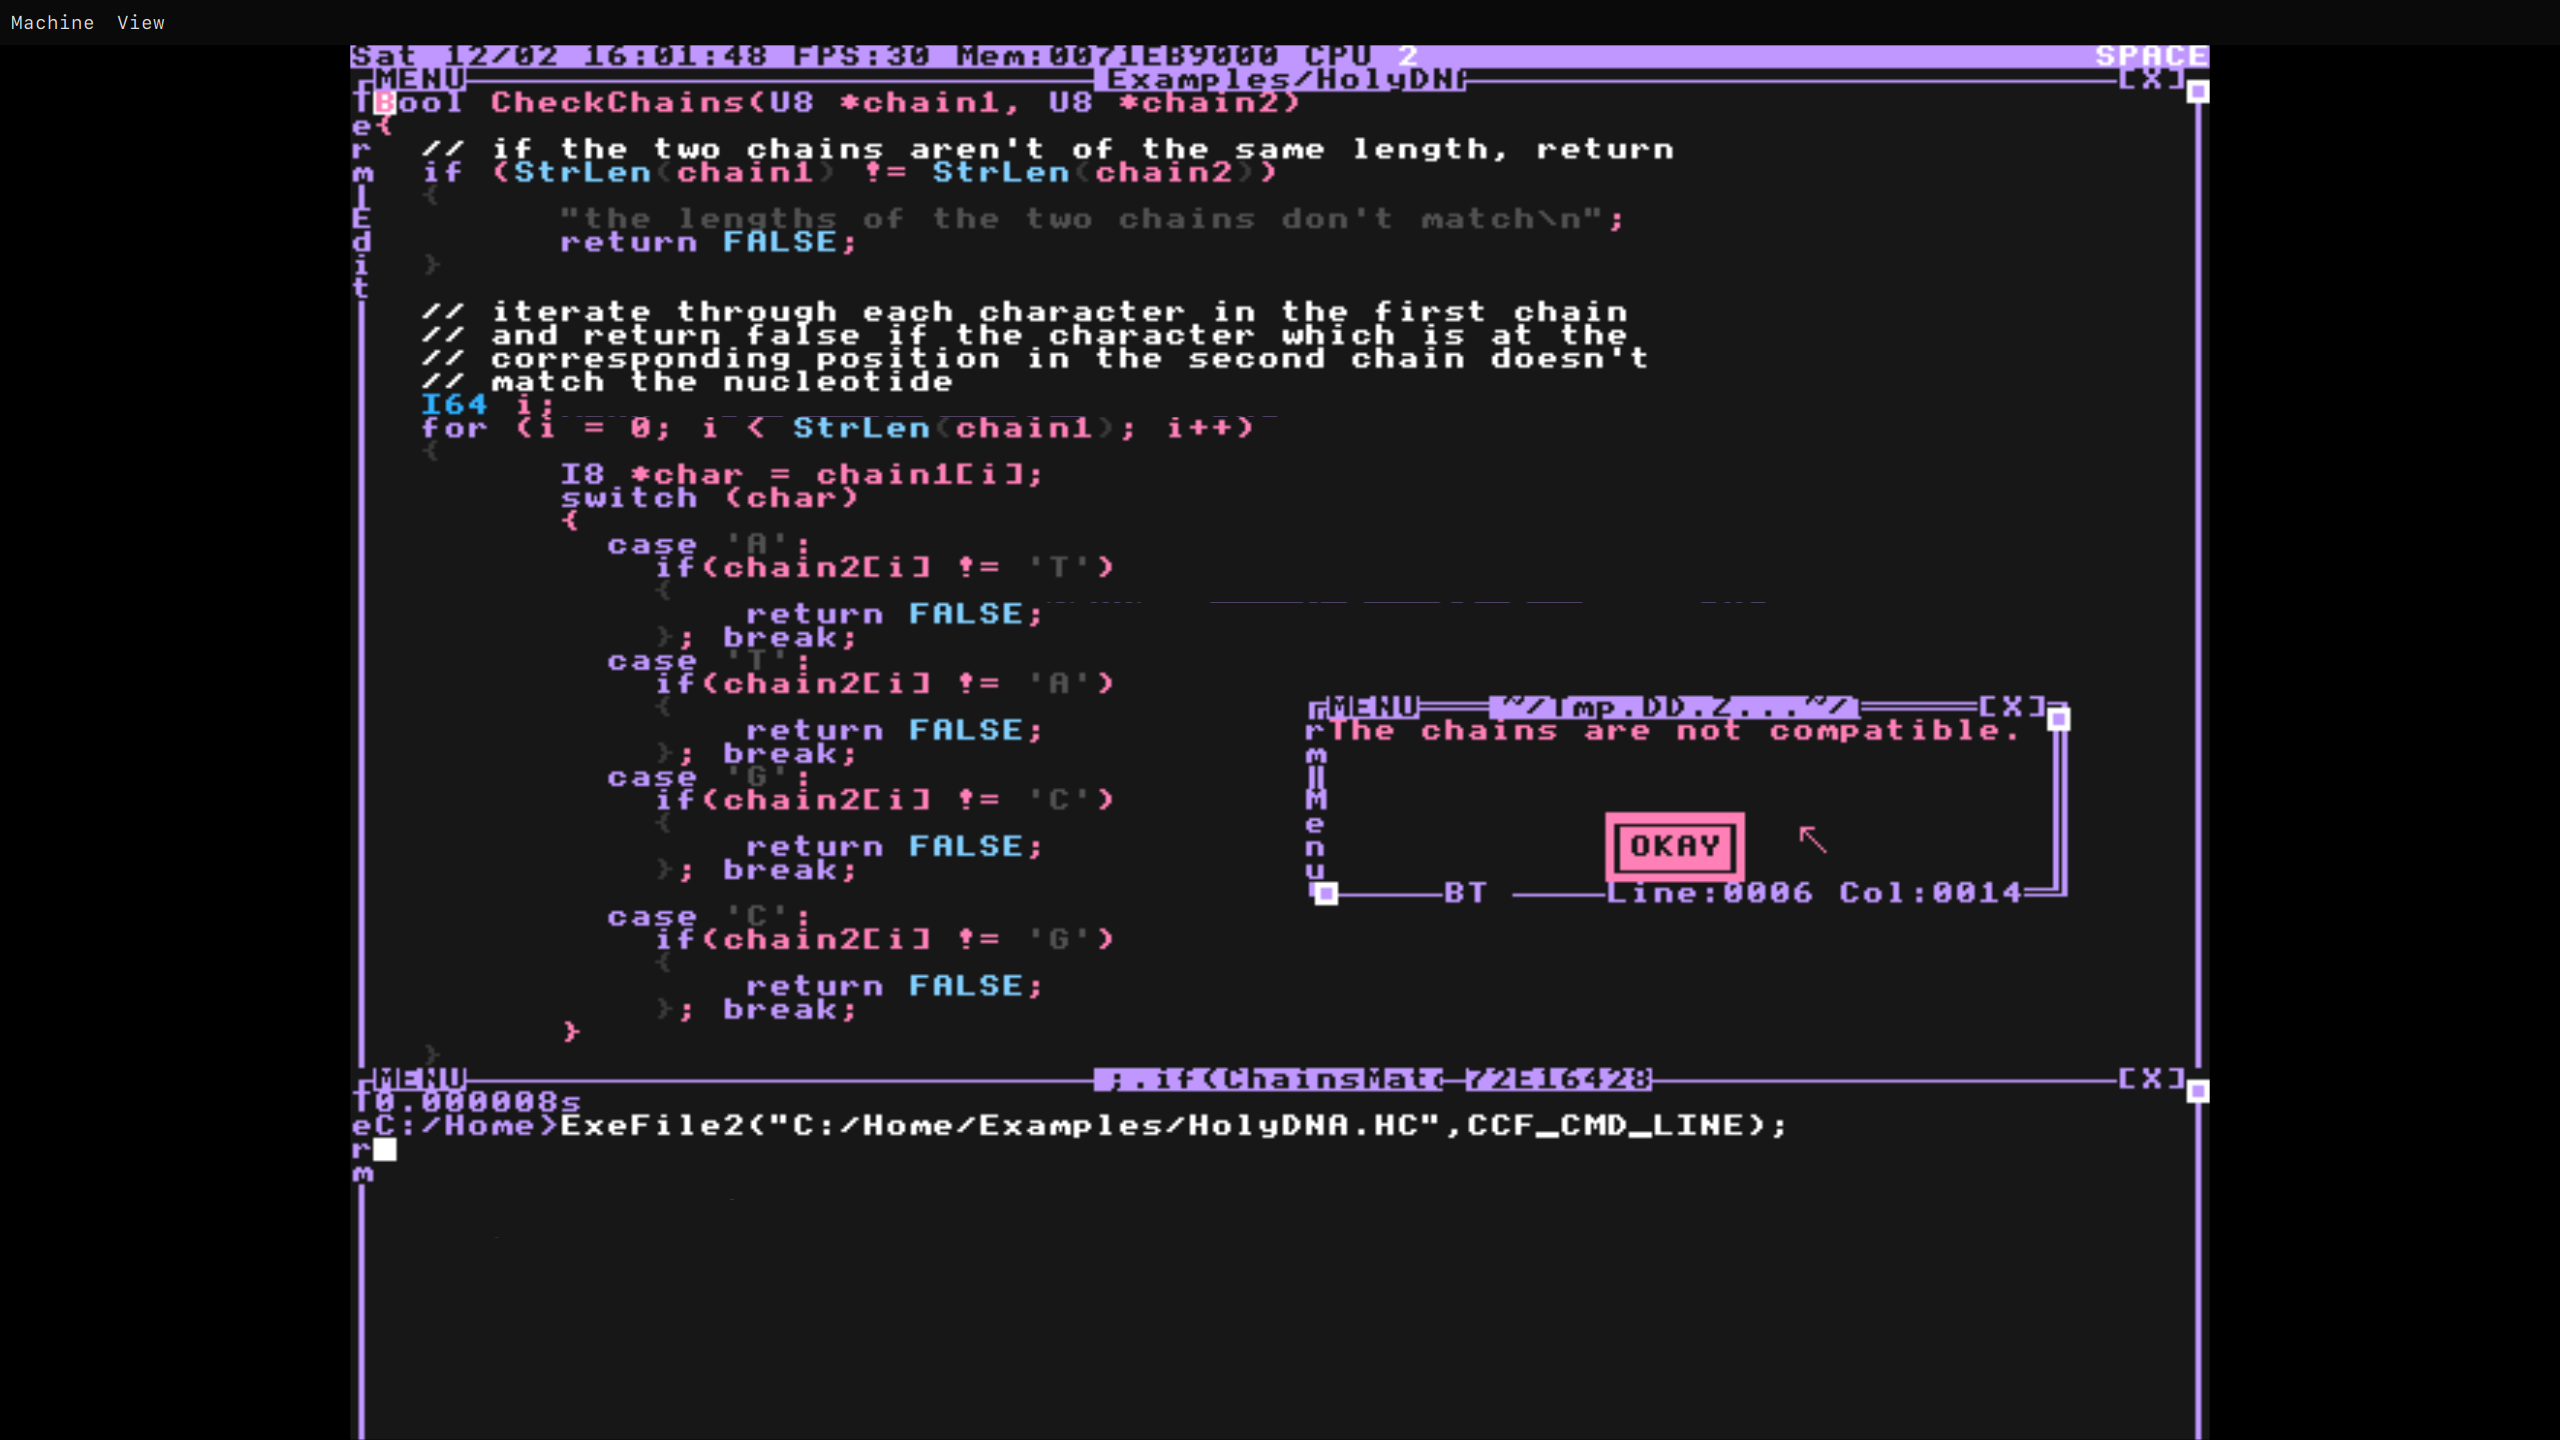 Machine View
Sat 12/02 16:01:48 FPS:30 Mem:0071EB9000 CPU 2 SPACE
MENU Examples/HolyDNA [X]
Bool CheckChains(U8 *chain1, U8 *chain2)
{
// if the two chains aren't of the same length, return
if (StrLen(chain1) != StrLen(chain2))
{
"the lengths of the two chains don't match\n";
return FALSE;
}
// iterate through each character in the first chain
// and return false if the character which is at the
// corresponding position in the second chain doesn't
// match the nucleotide
I64 i;
for (i = 0; i < StrLen(chain1); i++)
{
I8 *char = chain1[i];
switch (char)
{
case 'A':
if(chain2[i] != 'T')
{
return FALSE;
}; break;
case 'T':
if(chain2[i] != 'A')
{
return FALSE;
}; break;
case 'G':
if(chain2[i] != 'C')
{
return FALSE;
}; break;
case 'C':
if(chain2[i] != 'G')
{
return FALSE;
}; break;
}
}
Term|Edit
MENU ~/Tmp.DD.Z..."/ [X]
The chains are not compatible.
OKAY
rm||Menu
BT Line:0006 Col:0014
MENU ;.if(ChainsMatc 72E16428 [X]
0.000008s
C:/Home>ExeFile2("C:/Home/Examples/HolyDNA.HC",CCF_CMD_LINE);
Term